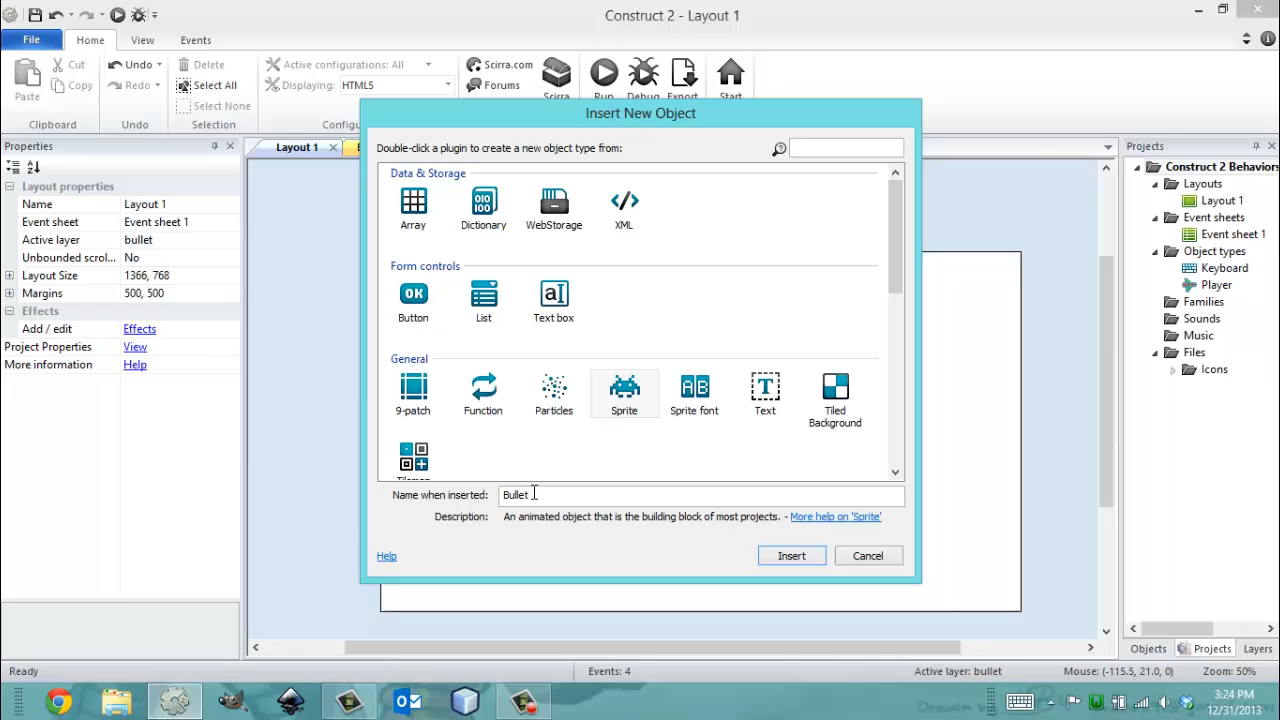 Construct 2 - Layout 1
File Home View Events
Paste Cut Copy
Clipboard
Undo Redo
Undo
Delete Select All Select None
Selection
Active configurations: All
Displaying: HTML5
Scirra.com
Forums
Scirra
Run Debug Export Start
Properties
Layout properties
Name Layout 1
Event sheet Event sheet 1
Active layer bullet
Unbounded scrol... No
Layout Size 1366, 768
Margins 500, 500
Effects
Add / edit Effects
Project Properties View
More information Help
Layout 1
Insert New Object
Double-click a plugin to create a new object type from:
Data & Storage
Array Dictionary WebStorage XML
Form controls
OK
aI
Button List Text box
General
AB T
9-patch Function Particles Sprite Sprite font Text Tiled Background
Name when inserted: Bullet
Description: An animated object that is the building block of most projects. - More help on 'Sprite'
Help Insert Cancel
Projects
Construct 2 Behaviors
Layouts
Layout 1
Event sheets
Event sheet 1
Object types
Keyboard
Player
Families
Sounds
Music
Files
Icons
Objects Projects Layers
Ready Events: 4 Active layer: bullet Mouse: (-115.5, 21.0, 0) Zoom: 50%
3:24 PM
12/31/2013